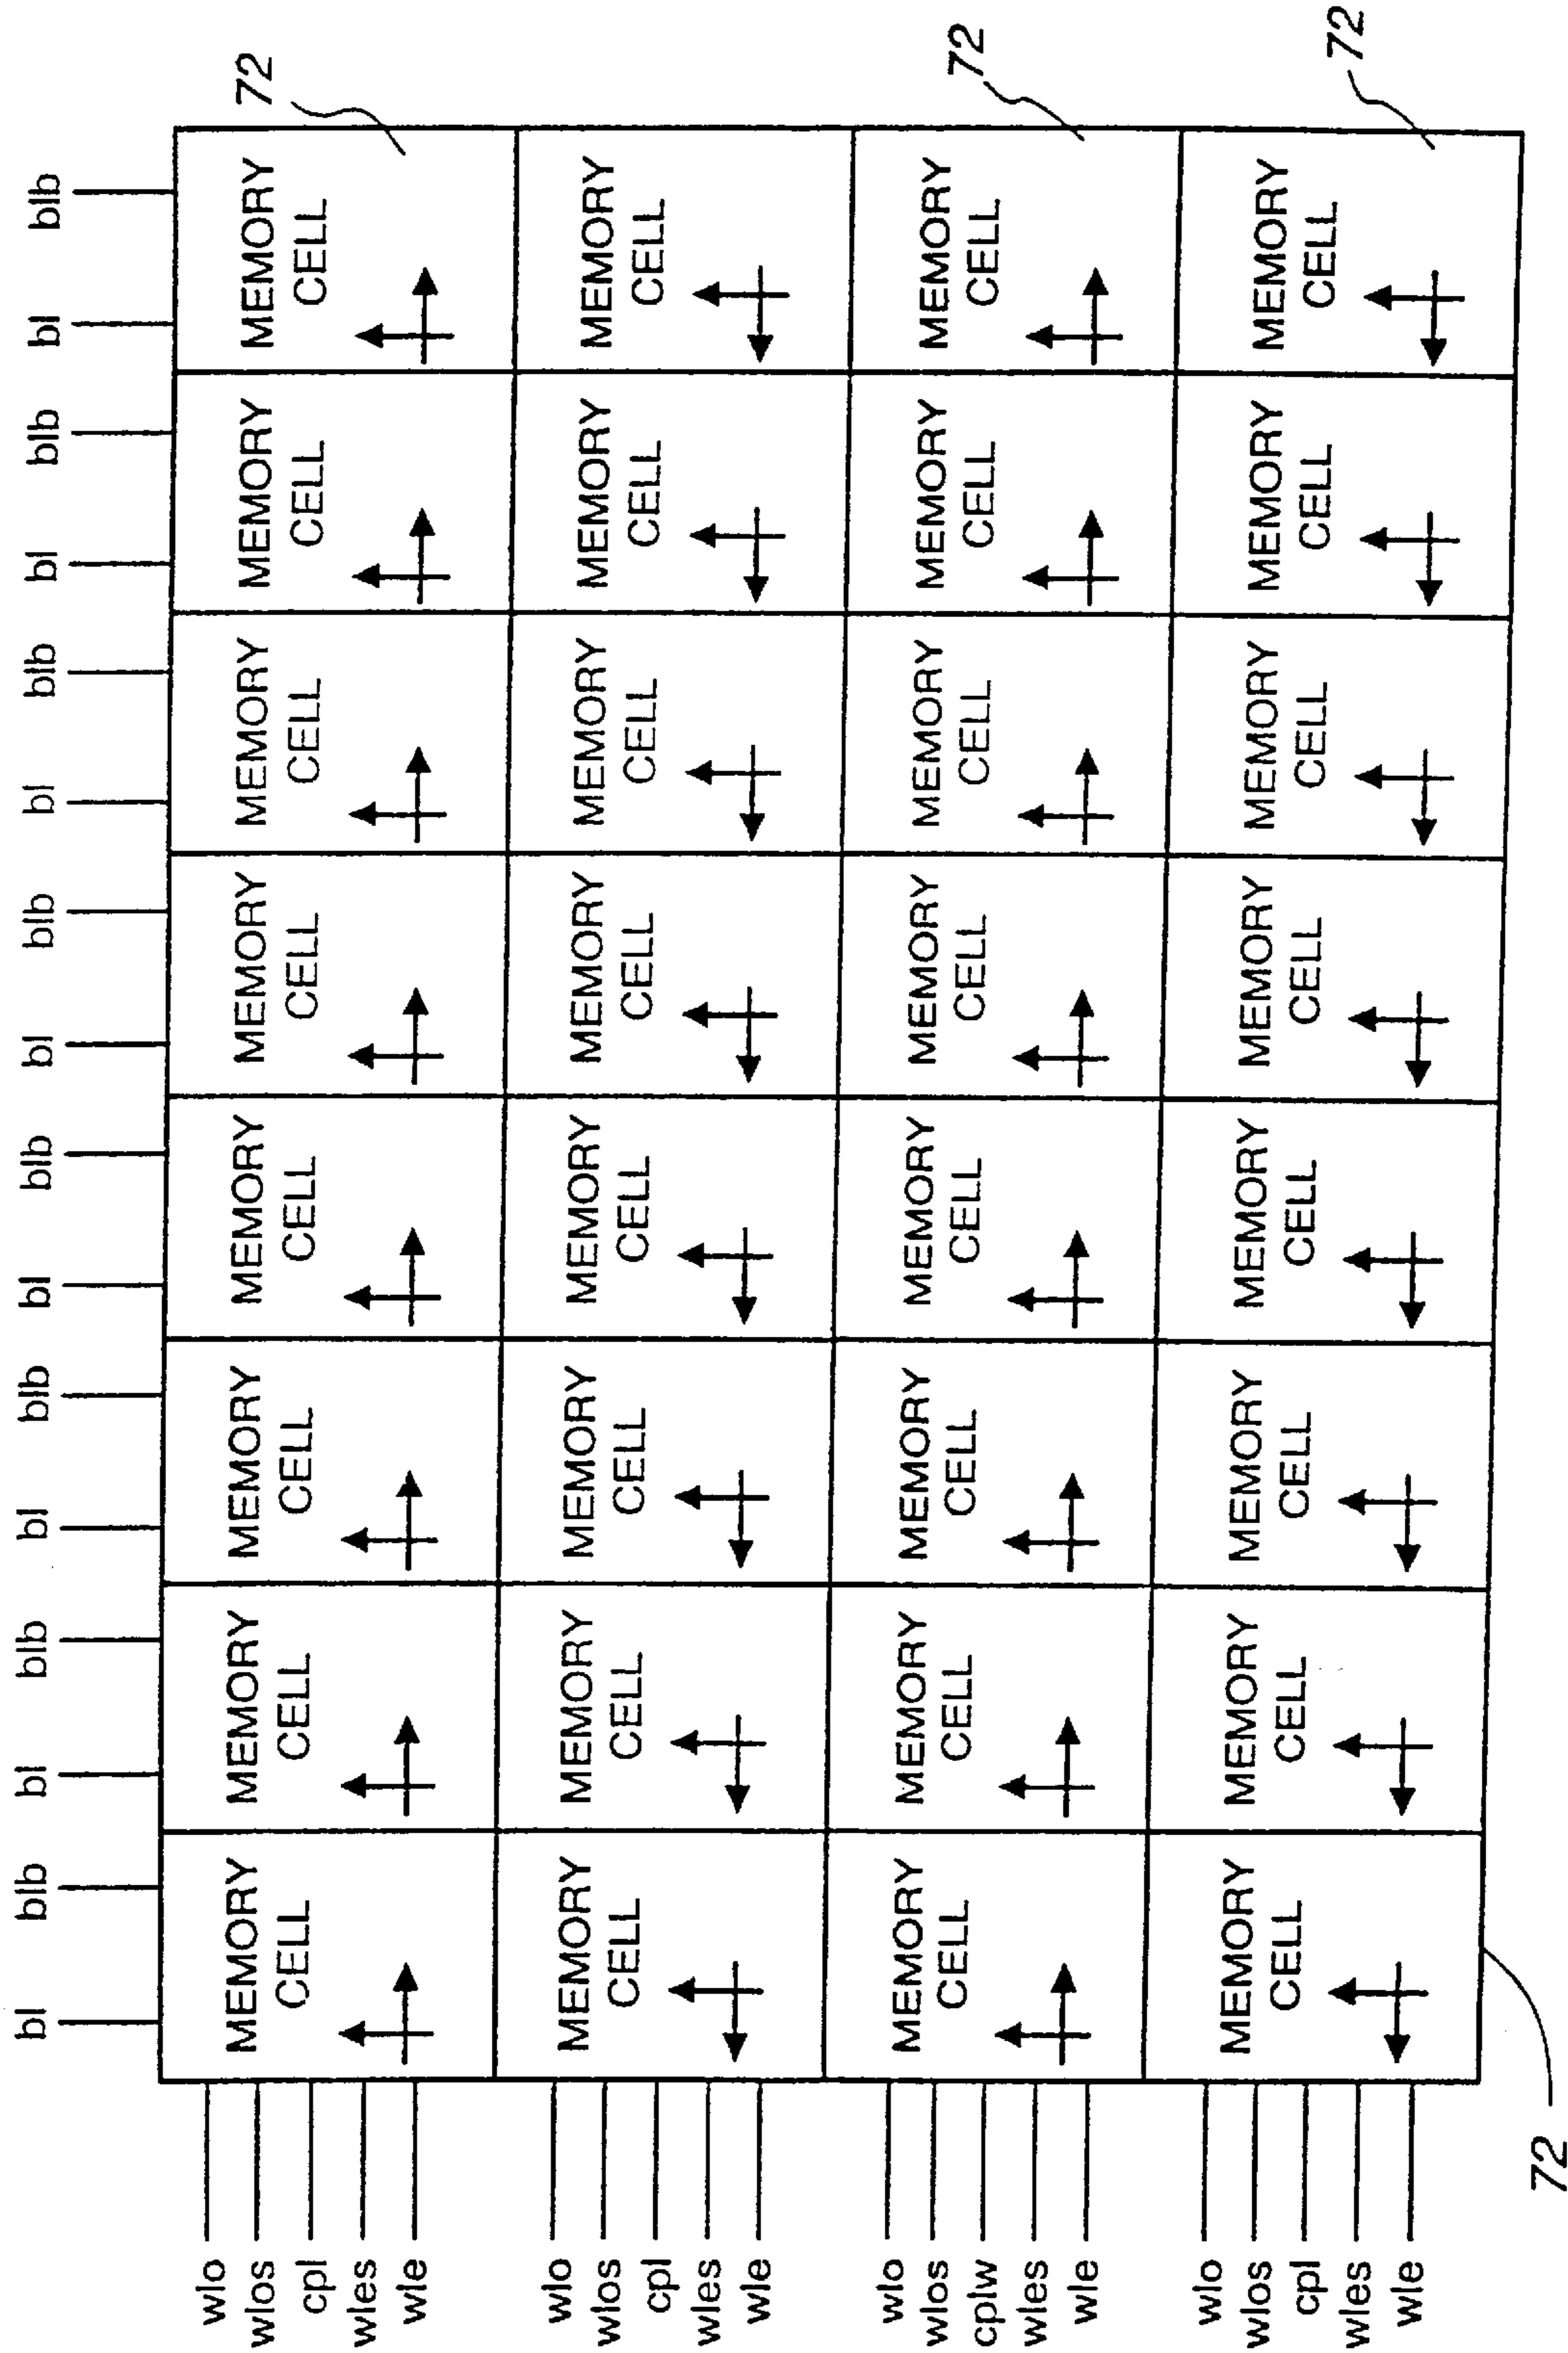 bl blb bl blb bl blb bl blb bl blb bl blb bl blb bl blb
wlo
MEMORY MEMORY MEMORY MEMORY MEMORY MEMORY MEMORY MEMORY 72
wlos
CELL CELL CELL CELL CELL CELL CELL CELL
cpl
wles
wle
wlo
MEMORY MEMORY MEMORY MEMORY MEMORY MEMORY MEMORY MEMORY
wlos
CELL CELL CELL CELL CELL CELL CELL CELL
cpl
wles
wle
wlo
MEMORY MEMORY MEMORY MEMORY MEMORY MEMORY MEMORY MEMORY 72
wlos
CELL CELL CELL CELL CELL CELL CELL CELL
cplw
wles
wle
wlo
MEMORY MEMORY MEMORY MEMORY MEMORY MEMORY MEMORY MEMORY
wlos
CELL CELL CELL CELL CELL CELL CELL CELL 72
cpl
wles
wle
72